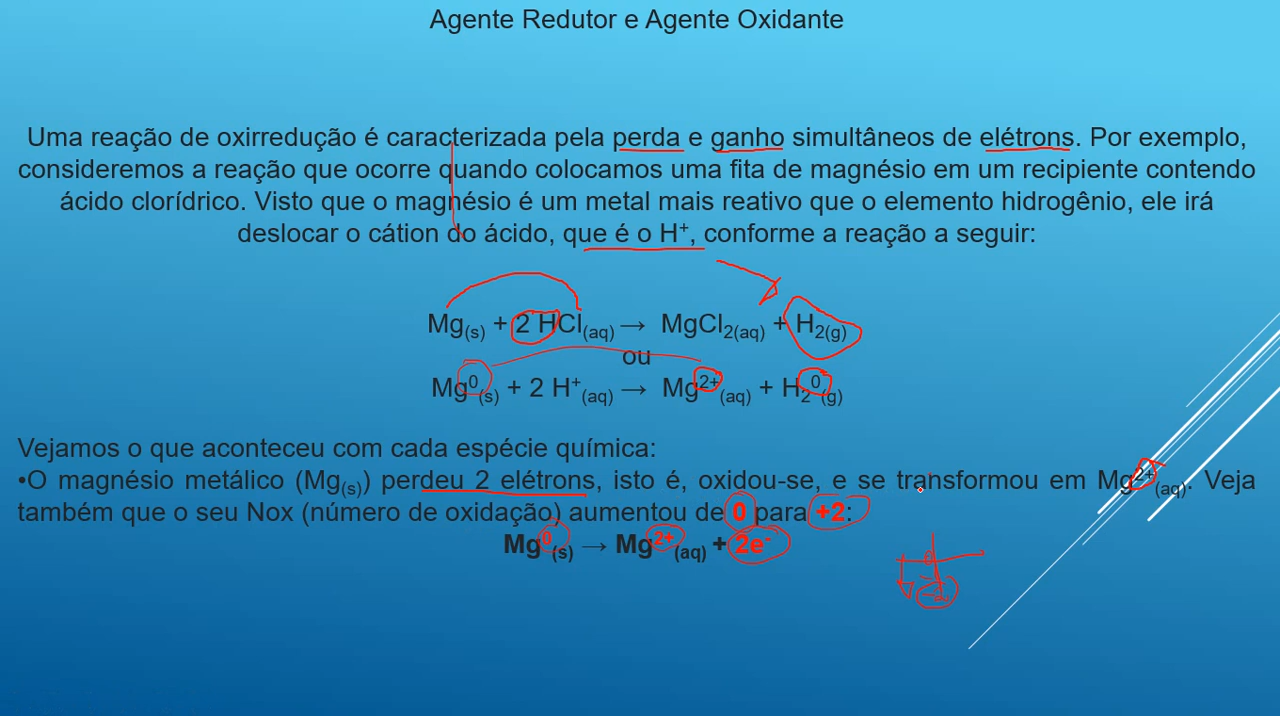 Agente Redutor e Agente Oxidante
Uma reação de oxirredução é caracterizada pela perda e ganho simultâneos de elétrons. Por exemplo,
consideremos a reação que ocorre quando colocamos uma fita de magnésio em um recipiente contendo
ácido clorídrico. Visto que o magnésio é um metal mais reativo que o elemento hidrogênio, ele irá
deslocar o cátion do ácido, que é o H⁺, conforme a reação a seguir:
Mg₍s₎ + 2 HCl₍aq₎ → MgCl₂₍aq₎ + H₂₍g₎
ou
Mg⁰₍s₎ + 2 H⁺₍aq₎ → Mg²⁺₍aq₎ + H₂⁰₍g₎
Vejamos o que aconteceu com cada espécie química:
•O magnésio metálico (Mg₍s₎) perdeu 2 elétrons, isto é, oxidou-se, e se transformou em Mg²⁺₍aq₎. Veja
também que o seu Nox (número de oxidação) aumentou de 0 para +2:
Mg⁰₍s₎ → Mg²⁺₍aq₎ + 2e⁻